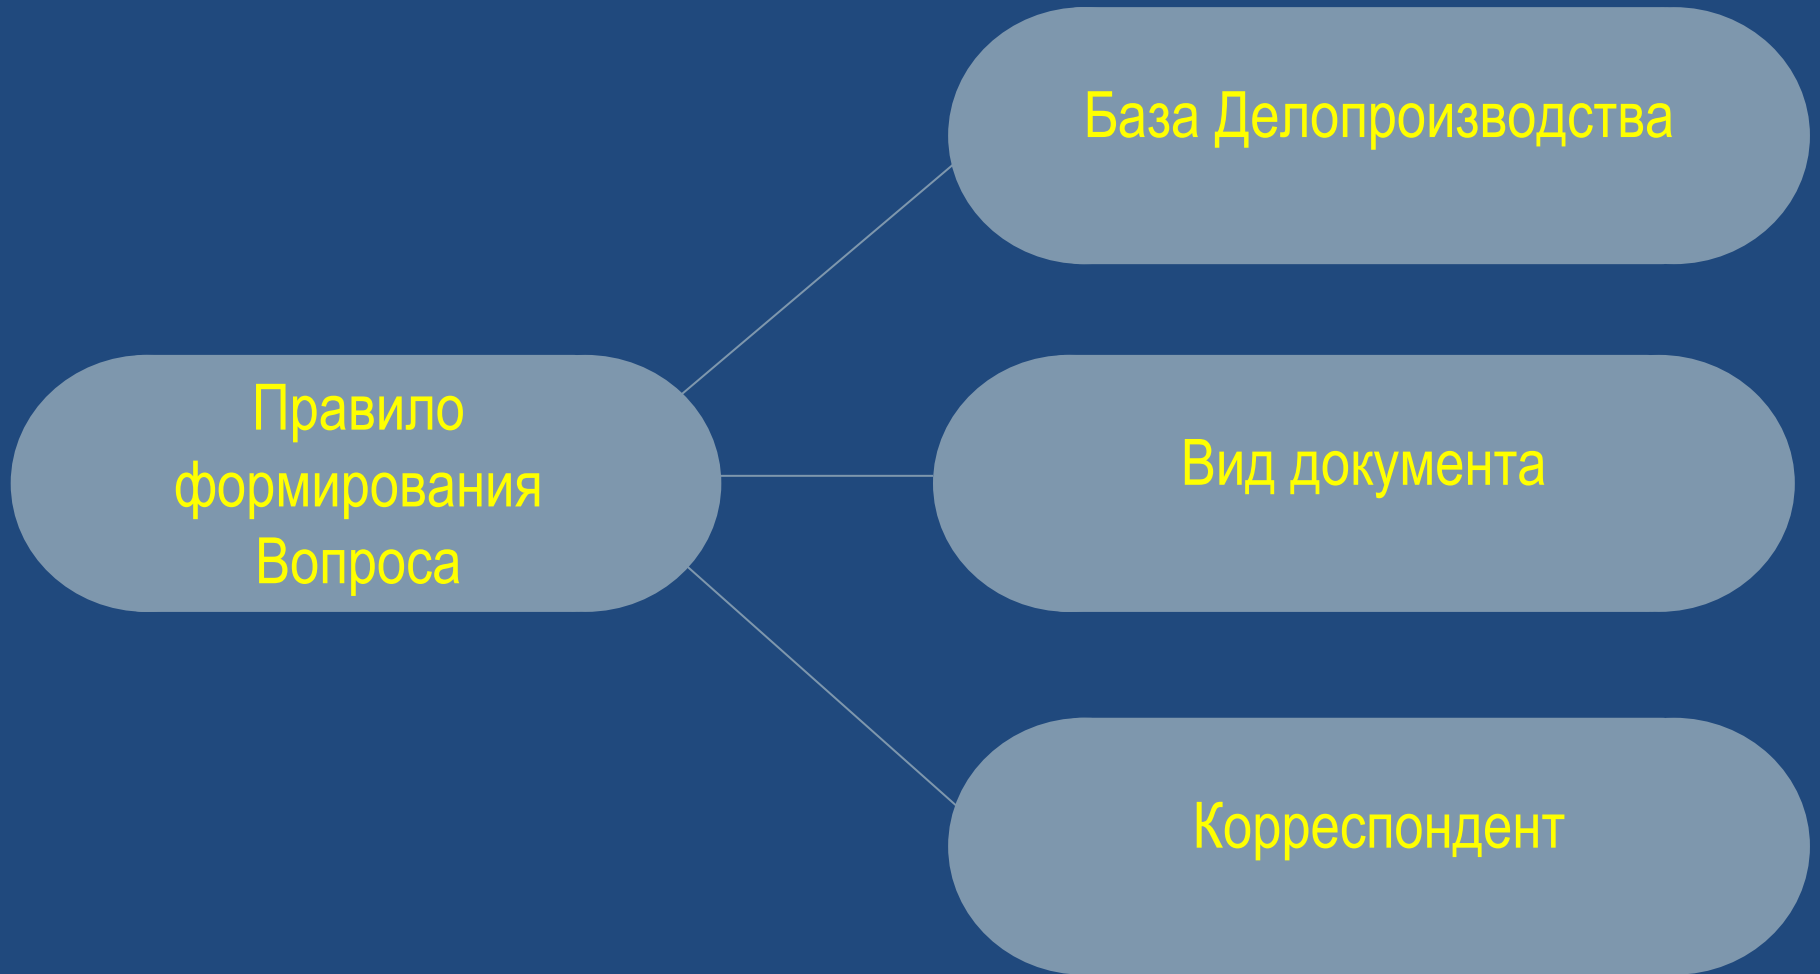 База Делопроизводства
Правило
формирования
Вопроса
Вид документа
Корреспондент